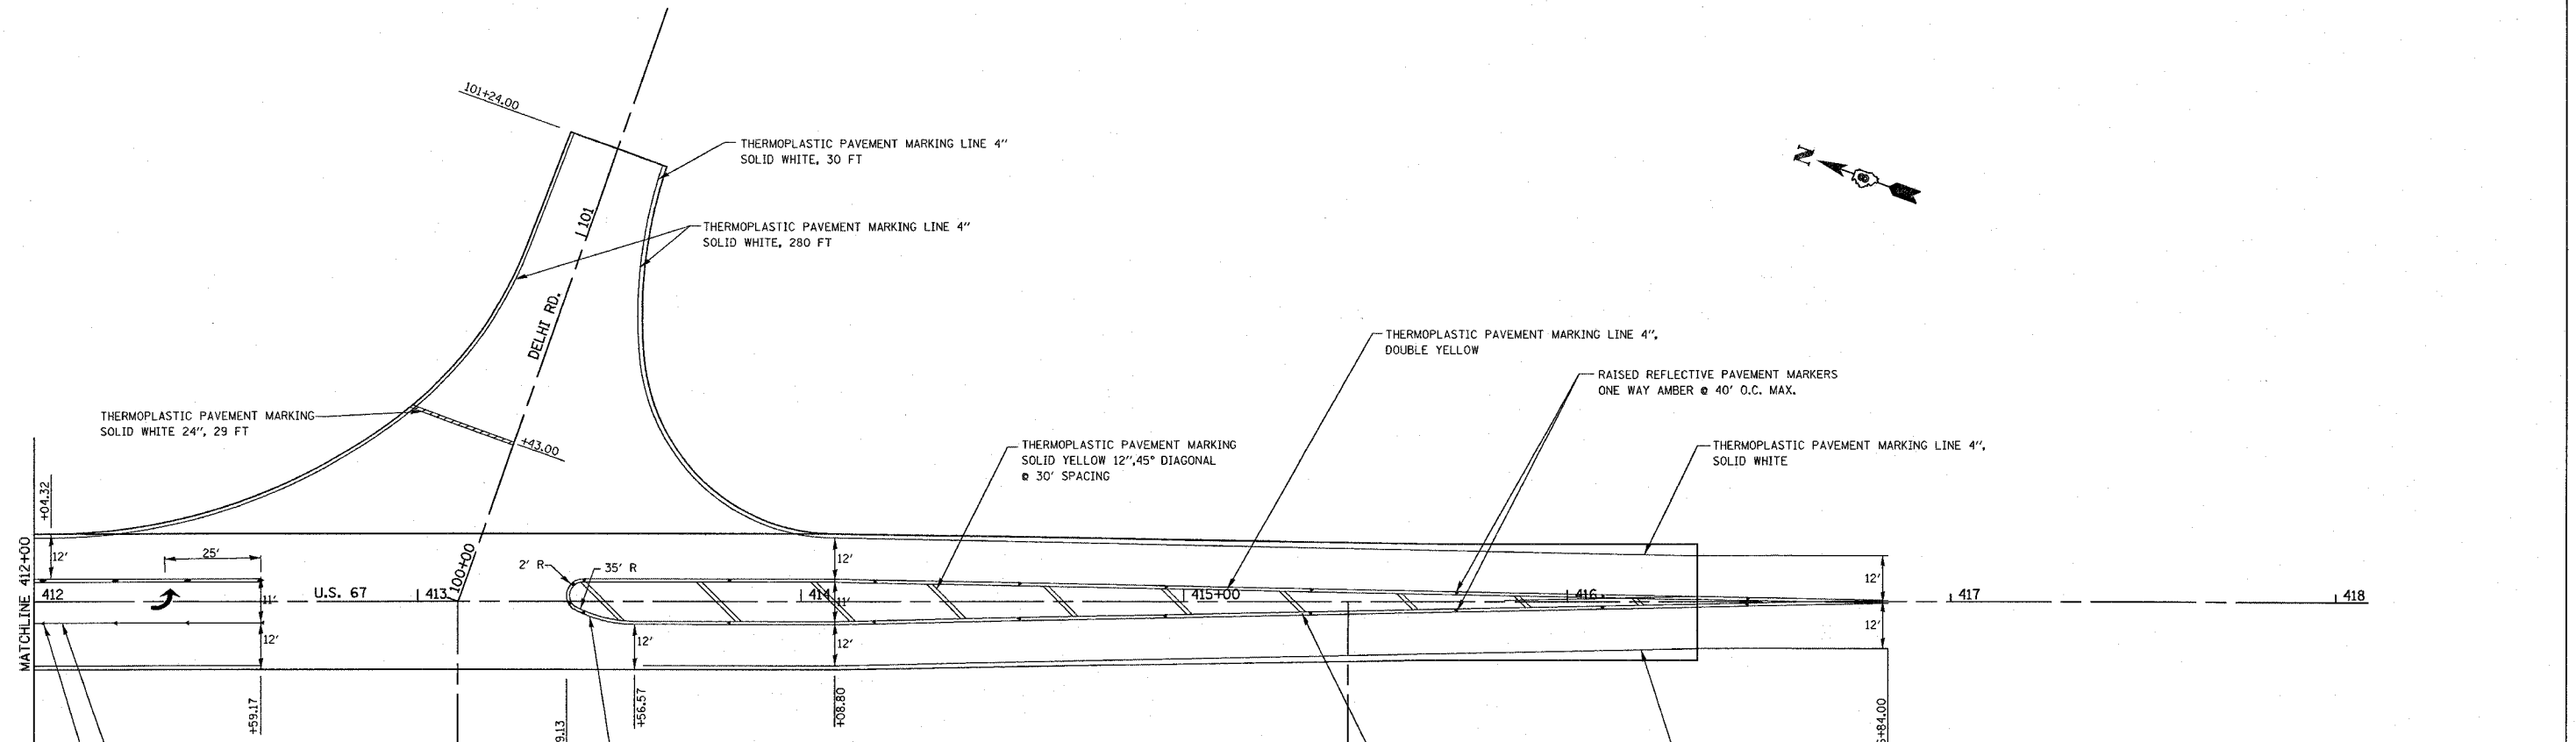 101+24.00
THERMOPLASTIC PAVEMENT MARKING LINE 4"
SOLID WHITE, 30 FT
N
101
THERMOPLASTIC PAVEMENT MARKING LINE 4"
SOLID WHITE, 280 FT
DELHI RD.
THERMOPLASTIC PAVEMENT MARKING LINE 4",
DOUBLE YELLOW
RAISED REFLECTIVE PAVEMENT MARKERS
ONE WAY AMBER @ 40' O.C. MAX.
THERMOPLASTIC PAVEMENT MARKING
SOLID WHITE 24", 29 FT
+43.00
THERMOPLASTIC PAVEMENT MARKING
SOLID YELLOW 12",45° DIAGONAL
@ 30' SPACING
THERMOPLASTIC PAVEMENT MARKING LINE 4",
SOLID WHITE
+04.32
MATCHLINE 412+00
12'
25'
100+00
2' R
35' R
12'
12'
412
11'
U.S. 67
413
414
11'
415+00
416
417
418
12'
12'
12'
12'
+59.17
9.13
+56.57
+08.80
+84.00